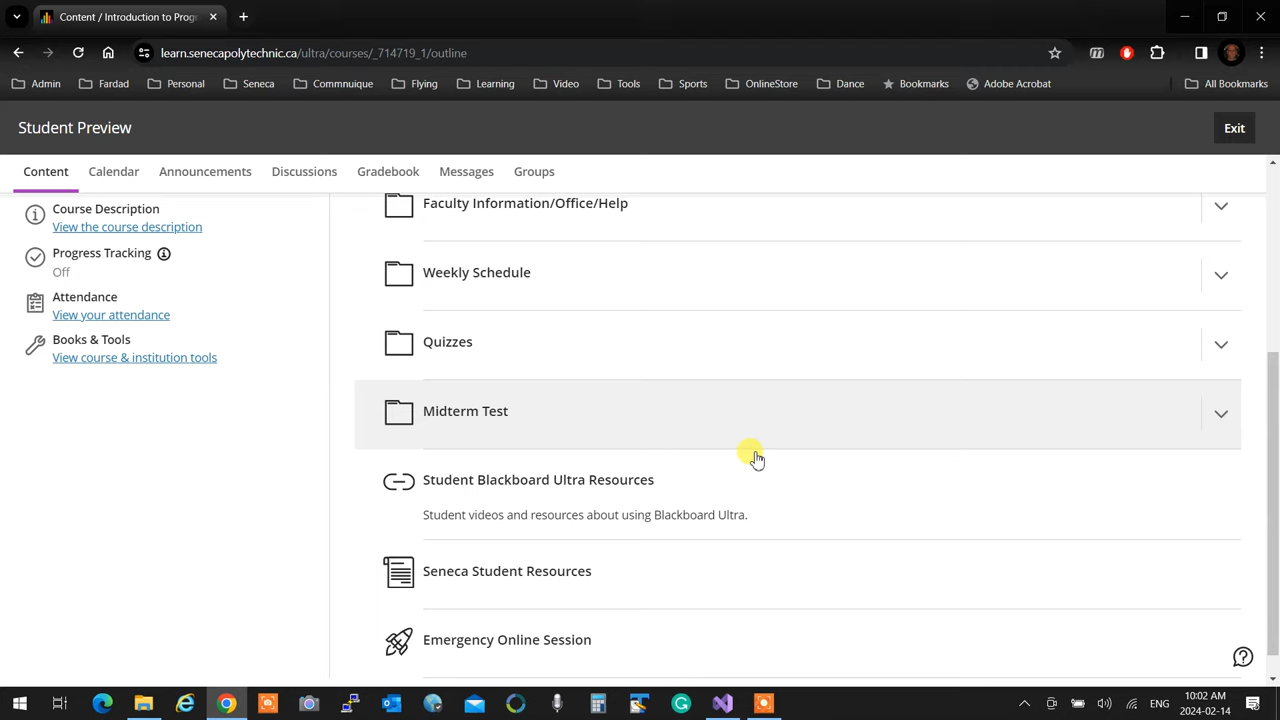 Content / Introduction to Prog
learn.senecapolytechnic.ca/ultra/courses/_714719_1/outline
Admin Fardad Personal Seneca Commnuique Flying Learning Video Tools Sports OnlineStore Dance Bookmarks Adobe Acrobat All Bookmarks
Student Preview Exit
Content Calendar Announcements Discussions Gradebook Messages Groups
Course Description
View the course description
Progress Tracking
Off
Attendance
View your attendance
Books & Tools
View course & institution tools
Faculty Information/Office/Help
Weekly Schedule
Quizzes
Midterm Test
Student Blackboard Ultra Resources
Student videos and resources about using Blackboard Ultra.
Seneca Student Resources
Emergency Online Session
ENG
10:02 AM
2024-02-14